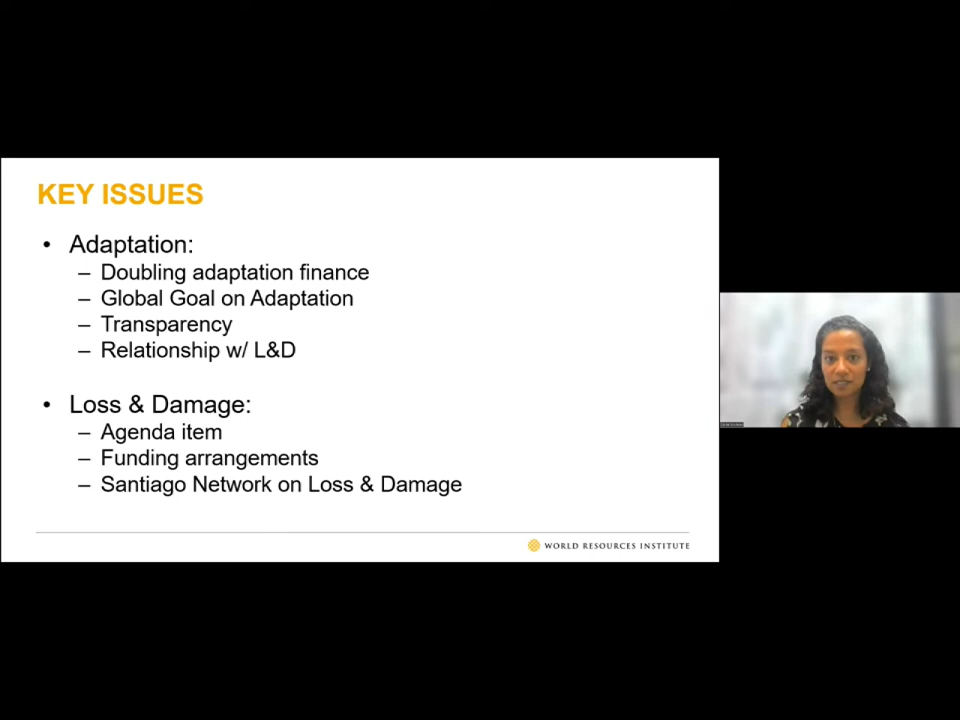 KEY ISSUES
• Adaptation:
– Doubling adaptation finance
– Global Goal on Adaptation
– Transparency
– Relationship w/ L&D
• Loss & Damage:
– Agenda item
– Funding arrangements
– Santiago Network on Loss & Damage
WORLD RESOURCES INSTITUTE